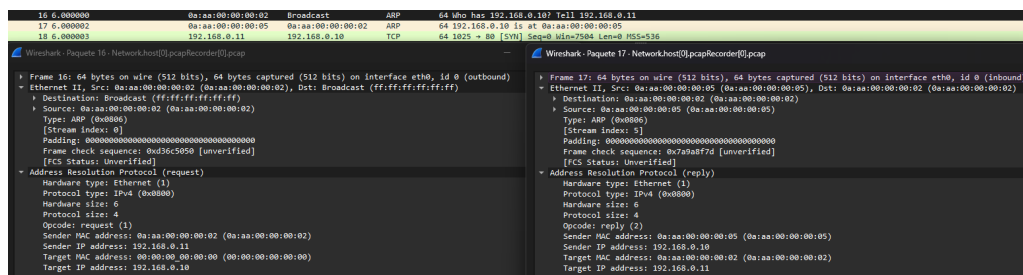 16 6.000000 0a:aa:00:00:00:02 Broadcast ARP 64 Who has 192.168.0.10? Tell 192.168.0.11
17 6.000002 0a:aa:00:00:00:05 0a:aa:00:00:00:02 ARP 64 192.168.0.10 is at 0a:aa:00:00:00:05
18 6.000003 192.168.0.11 192.168.0.10 TCP 64 1025 → 80 [SYN] Seq=0 Win=7504 Len=0 MSS=536
Wireshark · Paquete 16 · Network.host[0].pcapRecorder[0].pcap
Frame 16: 64 bytes on wire (512 bits), 64 bytes captured (512 bits) on interface eth0, id 0 (outbound)
Ethernet II, Src: 0a:aa:00:00:00:02 (0a:aa:00:00:00:02), Dst: Broadcast (ff:ff:ff:ff:ff:ff)
Destination: Broadcast (ff:ff:ff:ff:ff:ff)
Source: 0a:aa:00:00:00:02 (0a:aa:00:00:00:02)
Type: ARP (0x0806)
[Stream index: 0]
Padding: 000000000000000000000000000000000000
Frame check sequence: 0xd36c5050 [unverified]
[FCS Status: Unverified]
Address Resolution Protocol (request)
Hardware type: Ethernet (1)
Protocol type: IPv4 (0x0800)
Hardware size: 6
Protocol size: 4
Opcode: request (1)
Sender MAC address: 0a:aa:00:00:00:02 (0a:aa:00:00:00:02)
Sender IP address: 192.168.0.11
Target MAC address: 00:00:00_00:00:00 (00:00:00:00:00:00)
Target IP address: 192.168.0.10
Wireshark · Paquete 17 · Network.host[0].pcapRecorder[0].pcap
Frame 17: 64 bytes on wire (512 bits), 64 bytes captured (512 bits) on interface eth0, id 0 (inbound
Ethernet II, Src: 0a:aa:00:00:00:05 (0a:aa:00:00:00:05), Dst: 0a:aa:00:00:00:02 (0a:aa:00:00:00:02)
Destination: 0a:aa:00:00:00:02 (0a:aa:00:00:00:02)
Source: 0a:aa:00:00:00:05 (0a:aa:00:00:00:05)
Type: ARP (0x0806)
[Stream index: 5]
Padding: 000000000000000000000000000000000000
Frame check sequence: 0x7a9a8f7d [unverified]
[FCS Status: Unverified]
Address Resolution Protocol (reply)
Hardware type: Ethernet (1)
Protocol type: IPv4 (0x0800)
Hardware size: 6
Protocol size: 4
Opcode: reply (2)
Sender MAC address: 0a:aa:00:00:00:05 (0a:aa:00:00:00:05)
Sender IP address: 192.168.0.10
Target MAC address: 0a:aa:00:00:00:02 (0a:aa:00:00:00:02)
Target IP address: 192.168.0.11